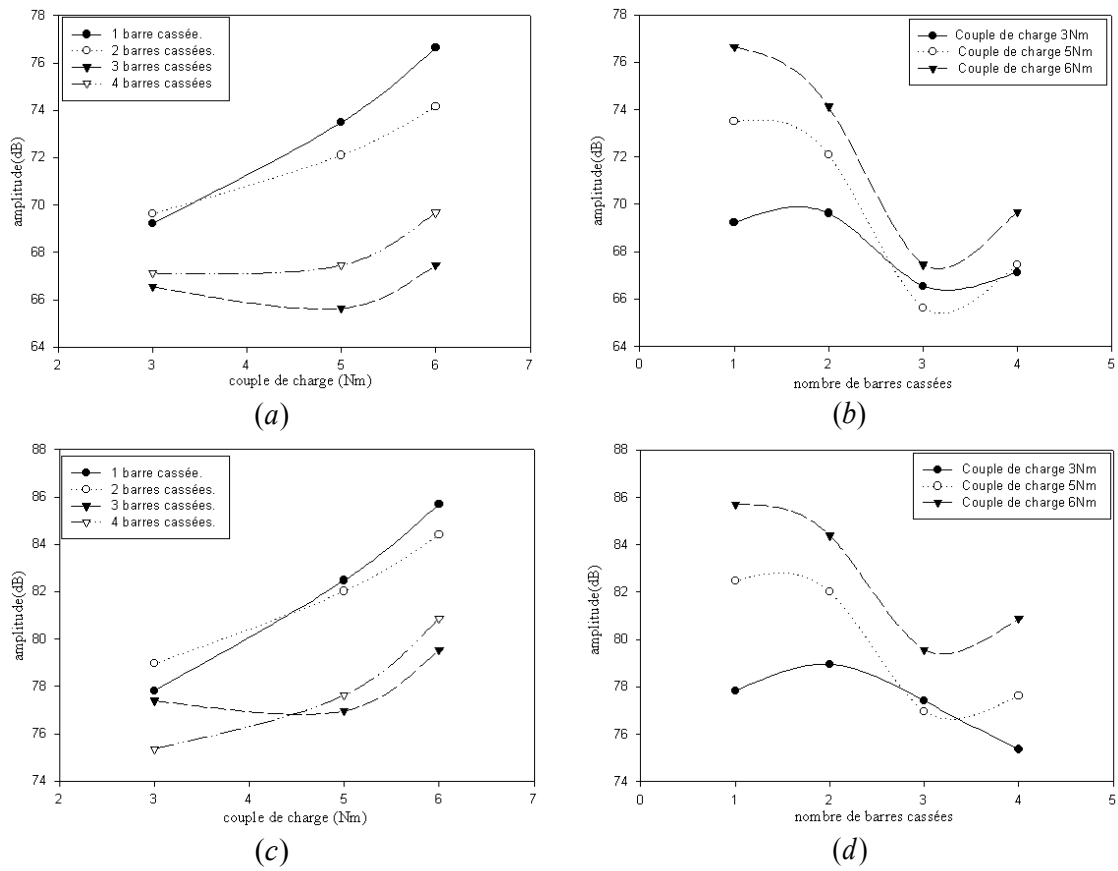 78
76
74
72
70
68
66
64
amplitude(dB)
1 barre cassée.
2 barres cassées.
3 barres cassées
4 barres cassées
2 3 4 5 6 7
couple de charge (Nm)
(a)
78
76
74
72
70
68
66
64
amplitude(dB)
Couple de charge 3Nm
Couple de charge 5Nm
Couple de charge 6Nm
0 1 2 3 4 5
nombre de barres cassées
(b)
88
86
84
82
80
78
76
74
amplitude(dB)
1 barre cassée.
2 barres cassées.
3 barres cassées.
4 barres cassées.
2 3 4 5 6 7
couple de charge (Nm)
(c)
88
86
84
82
80
78
76
74
amplitude(dB)
Couple de charge 3Nm
Couple de charge 5Nm
Couple de charge 6Nm
0 1 2 3 4 5
nombre de barres cassées
(d)